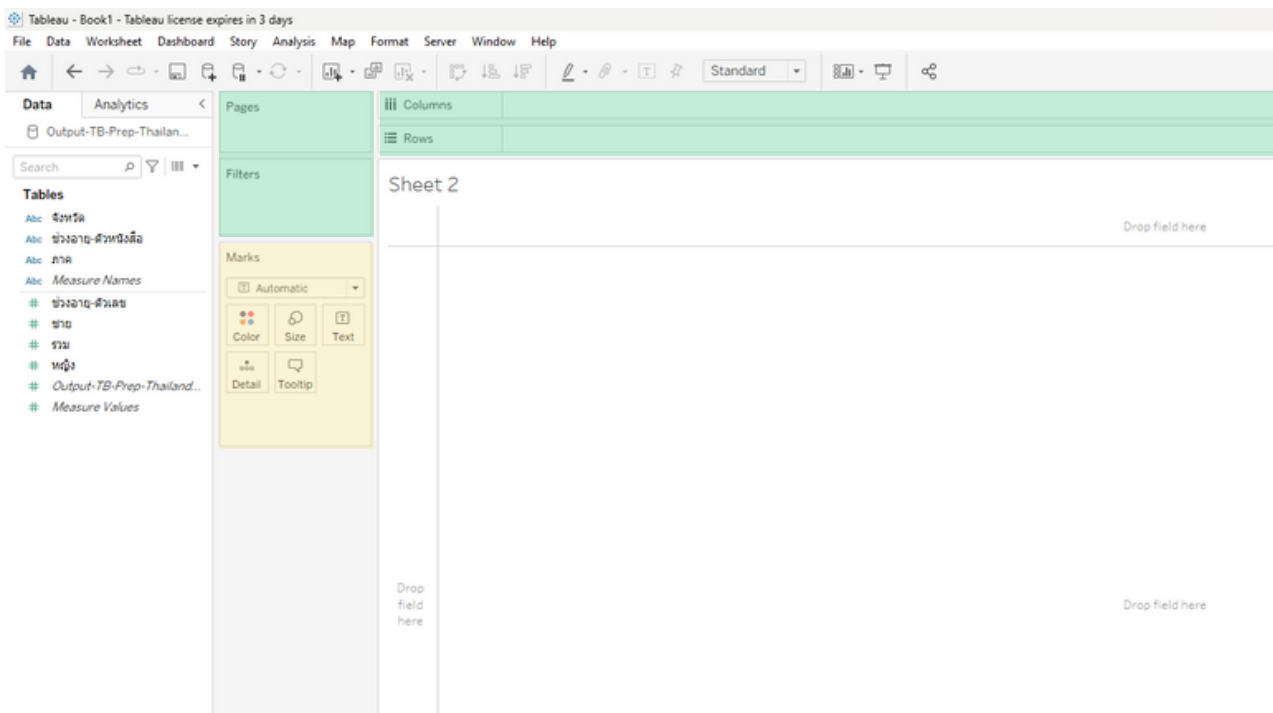 Tableau - Book1 - Tableau license expires in 3 days
File Data Worksheet Dashboard Story Analysis Map Format Server Window Help
Standard
Data Analytics
Output-TB-Prep-Thailan...
Search
Tables
Abc จังหวัด
Abc ช่วงอายุ-ตัวหนังสือ
Abc ภาค
Abc Measure Names
# ช่วงอายุ-ตัวเลข
# ชาย
# รวม
# หญิง
# Output-TB-Prep-Thailand...
# Measure Values
Pages
Filters
Marks
Automatic
Color Size Text
Detail Tooltip
Columns
Rows
Sheet 2
Drop field here
Drop
field
here
Drop field here